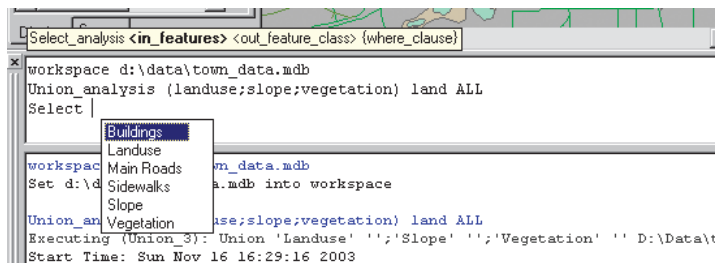 Select_analysis <in_features> <out_feature_class> {where_clause}
workspace d:\data\town_data.mdb
Union_analysis (landuse;slope;vegetation) land ALL
Select
Buildings
Landuse
Main Roads
Sidewalks
Slope
Vegetation
workspac wn_data.mdb
Set d:\d a.mdb into workspace
Union_an use;slope;vegetation) land ALL
Executing (Union_3): Union 'Landuse' '';'Slope' '';'Vegetation' '' D:\Data\t
Start Time: Sun Nov 16 16:29:16 2003